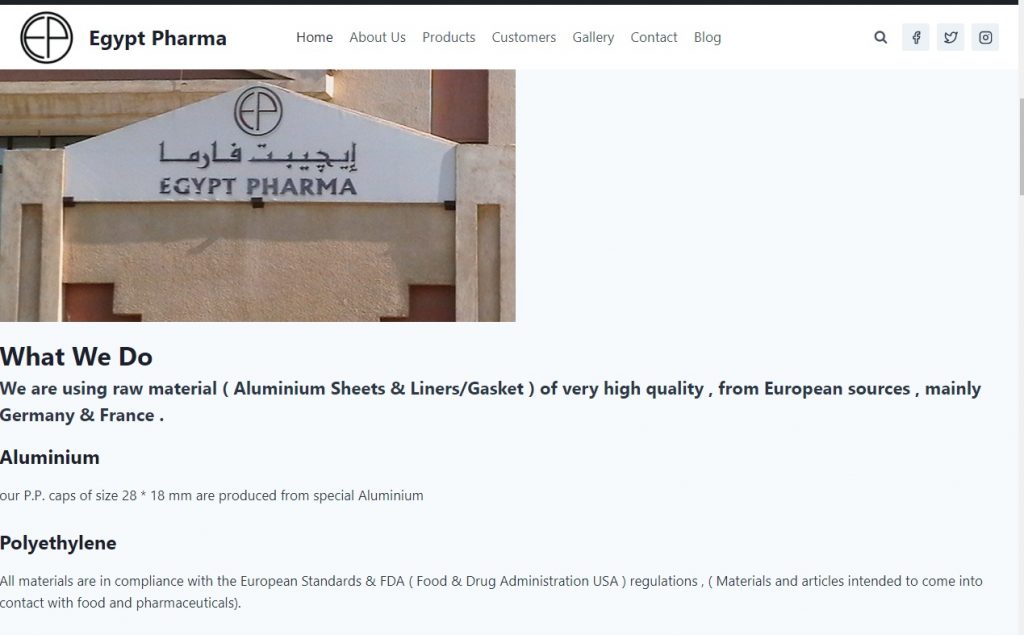 EP
Egypt Pharma
Home About Us Products Customers Gallery Contact Blog
EP
إيچيبت فارما
EGYPT PHARMA
What We Do
We are using raw material ( Aluminium Sheets & Liners/Gasket ) of very high quality , from European sources , mainly
Germany & France .
Aluminium
our P.P. caps of size 28 * 18 mm are produced from special Aluminium
Polyethylene
All materials are in compliance with the European Standards & FDA ( Food & Drug Administration USA ) regulations , ( Materials and articles intended to come into
contact with food and pharmaceuticals).